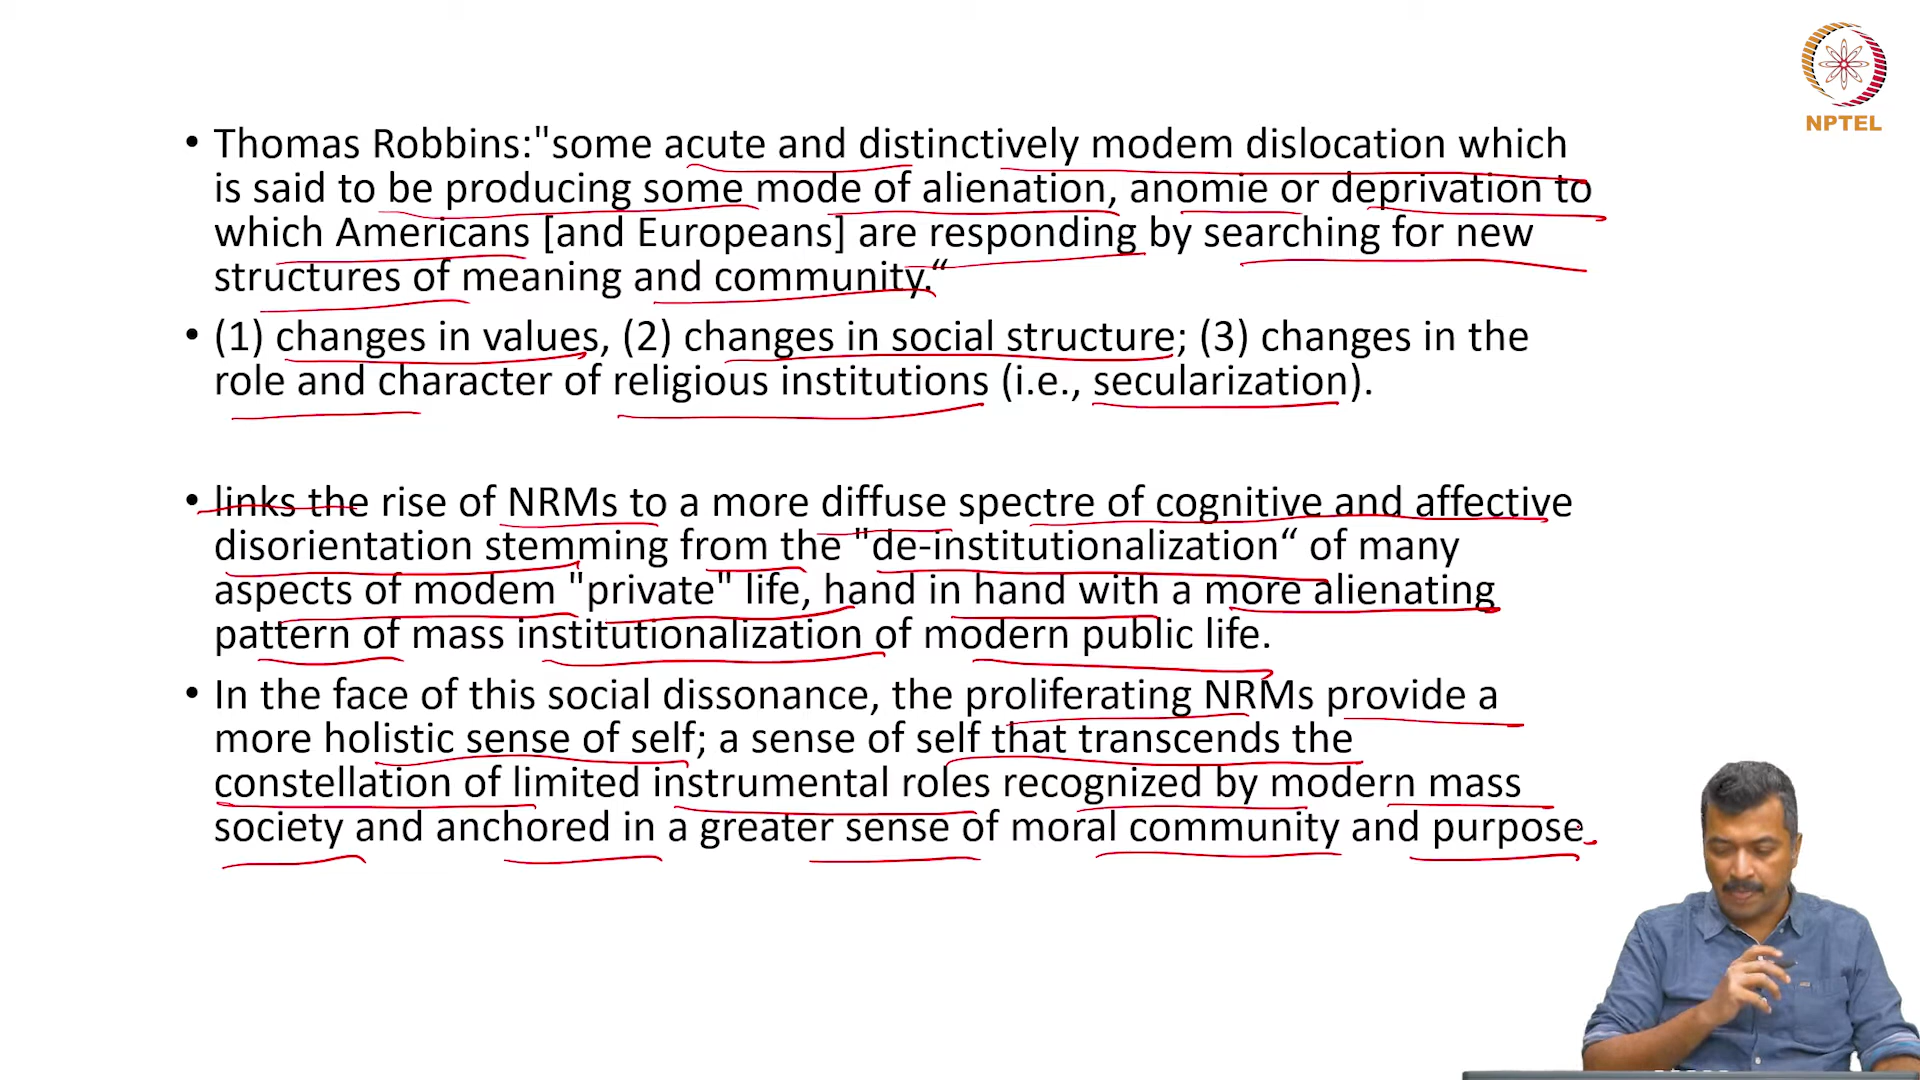 NPTEL
• Thomas Robbins:"some acute and distinctively modem dislocation which
is said to be producing some mode of alienation, anomie or deprivation to
which Americans [and Europeans] are responding by searching for new
structures of meaning and community.“
• (1) changes in values, (2) changes in social structure; (3) changes in the
role and character of religious institutions (i.e., secularization).
• links the rise of NRMs to a more diffuse spectre of cognitive and affective
disorientation stemming from the "de-institutionalization“ of many
aspects of modem "private" life, hand in hand with a more alienating
pattern of mass institutionalization of modern public life.
• In the face of this social dissonance, the proliferating NRMs provide a
more holistic sense of self; a sense of self that transcends the
constellation of limited instrumental roles recognized by modern mass
society and anchored in a greater sense of moral community and purpose.